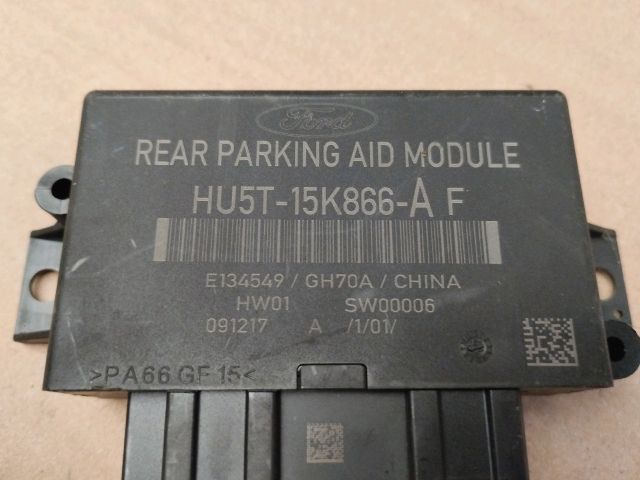 Ford
REAR PARKING AID MODULE
HU5T-15K866-A F
E134549 / GH70A / CHINA
HW01 SW00006
091217 A /1/01/
>PA66 GF 15<